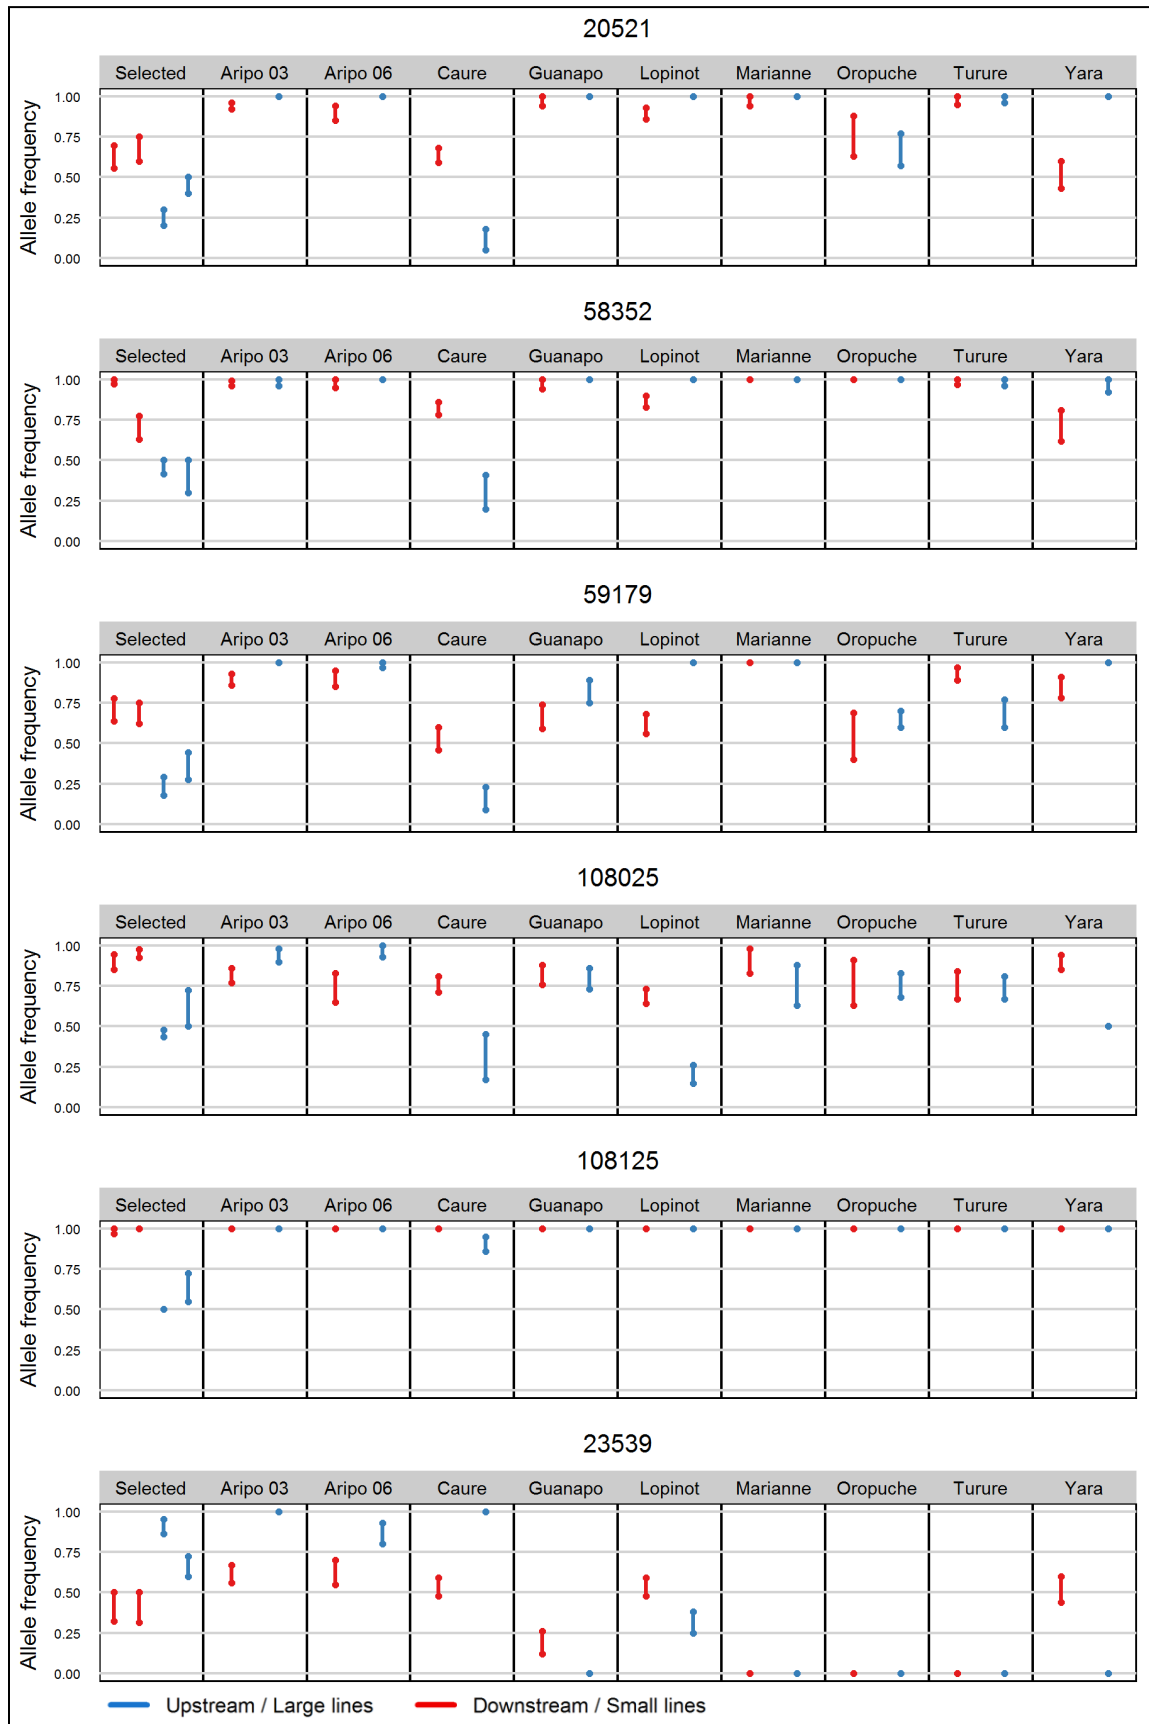 20521
Selected Aripo 03 Aripo 06 Caure Guanapo Lopinot Marianne Oropuche Turure Yara
Allele frequency
1.00
0.75
0.50
0.25
0.00
58352
Selected Aripo 03 Aripo 06 Caure Guanapo Lopinot Marianne Oropuche Turure Yara
Allele frequency
1.00
0.75
0.50
0.25
0.00
59179
Selected Aripo 03 Aripo 06 Caure Guanapo Lopinot Marianne Oropuche Turure Yara
Allele frequency
1.00
0.75
0.50
0.25
0.00
108025
Selected Aripo 03 Aripo 06 Caure Guanapo Lopinot Marianne Oropuche Turure Yara
Allele frequency
1.00
0.75
0.50
0.25
0.00
108125
Selected Aripo 03 Aripo 06 Caure Guanapo Lopinot Marianne Oropuche Turure Yara
Allele frequency
1.00
0.75
0.50
0.25
0.00
23539
Selected Aripo 03 Aripo 06 Caure Guanapo Lopinot Marianne Oropuche Turure Yara
Allele frequency
1.00
0.75
0.50
0.25
0.00
Upstream / Large lines Downstream / Small lines